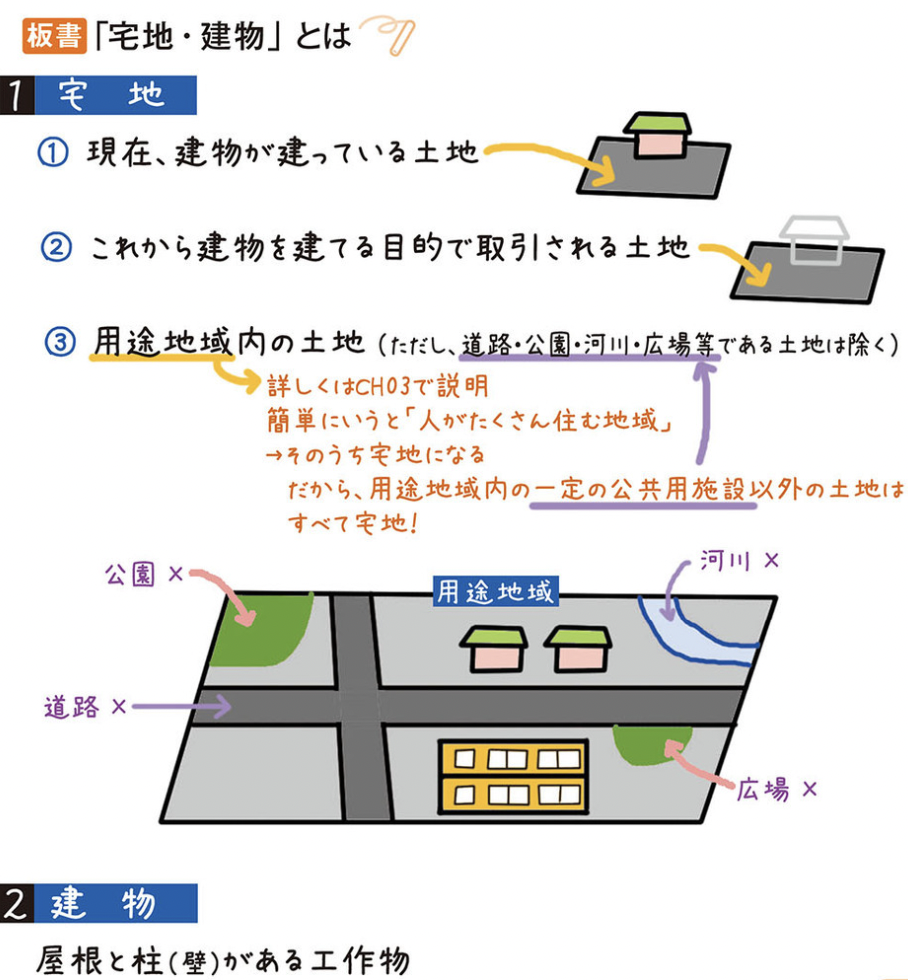 板書「宅地・建物」とは
1 宅 地
① 現在、建物が建っている土地
② これから建物を建てる目的で取引される土地
③ 用途地域内の土地(ただし、道路・公園・河川・広場等である土地は除く)
詳しくはCH03で説明
簡単にいうと「人がたくさん住む地域」
→そのうち宅地になる
だから、用途地域内の一定の公共用施設以外の土地は
すべて宅地!
公園 ×
河川 ×
用途地域
道路 ×
広場 ×
2 建 物
屋根と柱(壁)がある工作物